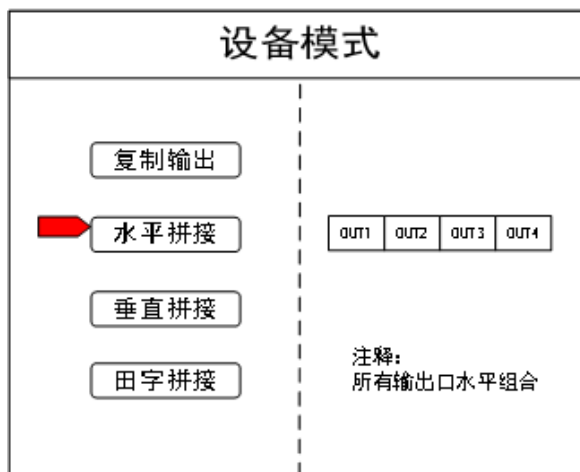 设备模式
复制输出
水平拼接
垂直拼接
田字拼接
OUT1 OUT2 OUT3 OUT4
注释：
所有输出口水平组合